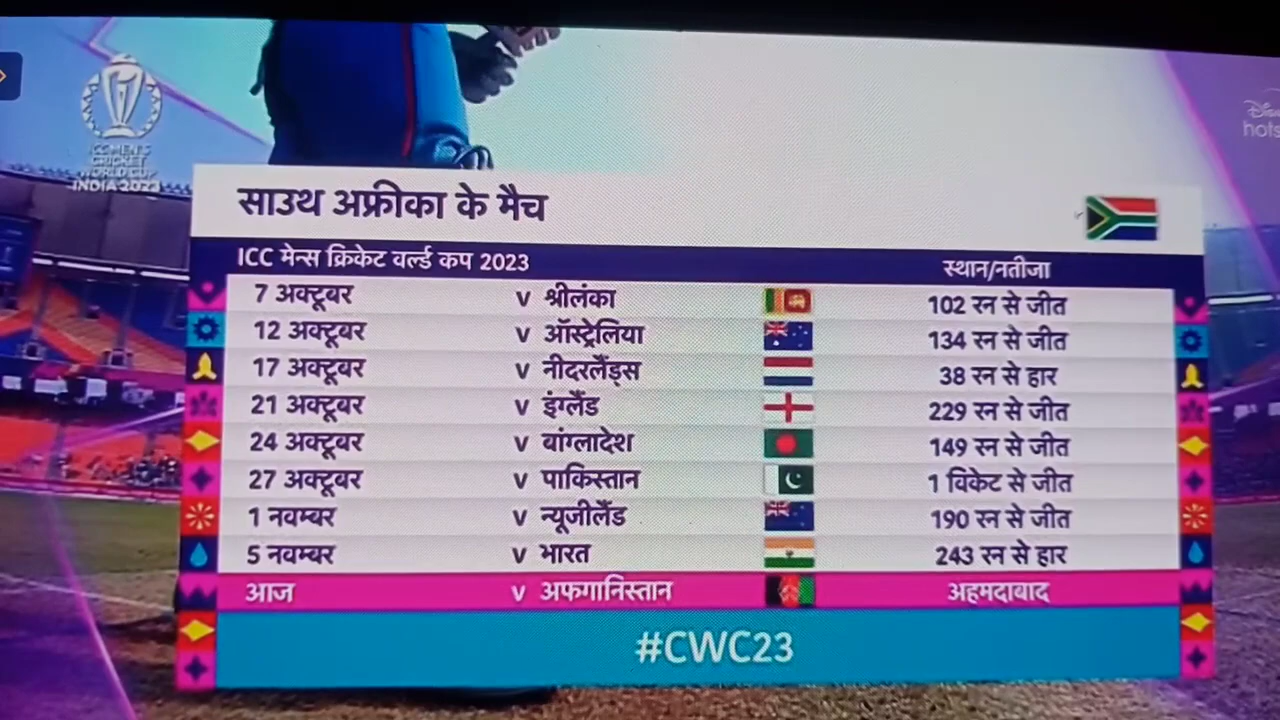 ICC MEN'S
CRICKET
WORLD CUP
INDIA 2023
साउथ अफ्रीका के मैच
ICC मेन्स क्रिकेट वर्ल्ड कप 2023 स्थान/नतीजा
7 अक्टूबर v श्रीलंका 102 रन से जीत
12 अक्टूबर v ऑस्ट्रेलिया 134 रन से जीत
17 अक्टूबर v नीदरलैंड्स 38 रन से हार
21 अक्टूबर v इंग्लैंड 229 रन से जीत
24 अक्टूबर v बांग्लादेश 149 रन से जीत
27 अक्टूबर v पाकिस्तान 1 विकेट से जीत
1 नवम्बर v न्यूजीलैंड 190 रन से जीत
5 नवम्बर v भारत 243 रन से हार
आज v अफगानिस्तान अहमदाबाद
#CWC23